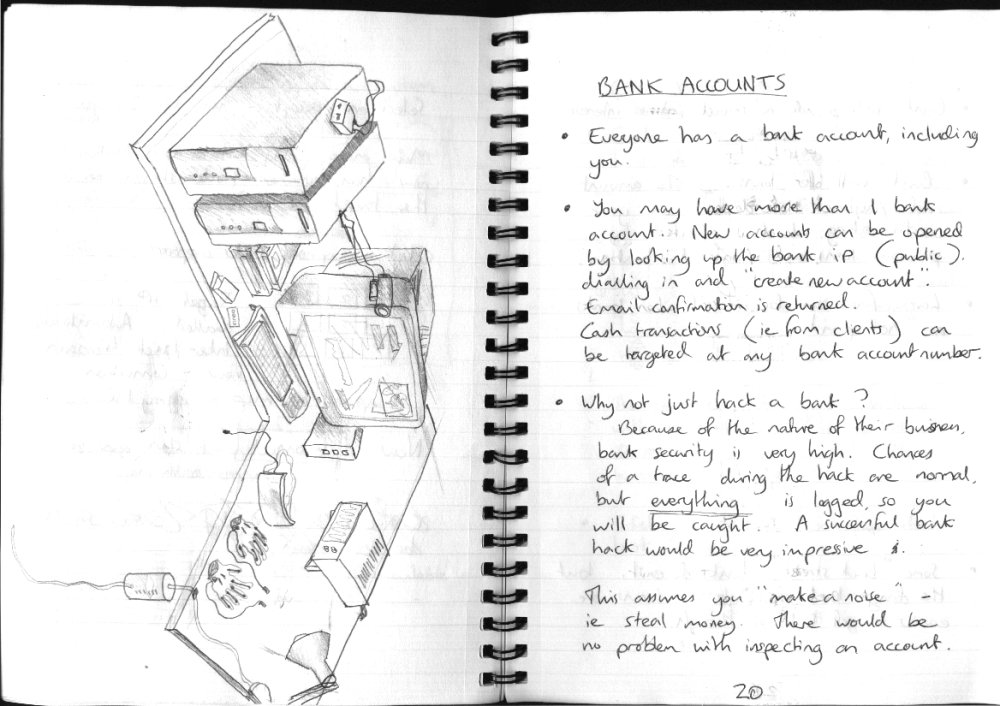 BANK ACCOUNTS
• Everyone has a bank account, including
you.
• You may have more than 1 bank
account. New accounts can be opened
by looking up the bank iP (public).
dialling in and "create new account".
Email confirmation is returned.
Cash transactions (ie from clients) can
be targeted at any bank account number.
• Why not just hack a bank ?
Because of the nature of their business,
bank security is very high. Chances
of a trace during the hack are normal,
but everything is logged, so you
will be caught. A successful bank
hack would be very impressive
This assumes you "make a noise" -
ie steal money. There would be
no problem with inspecting an account.
20